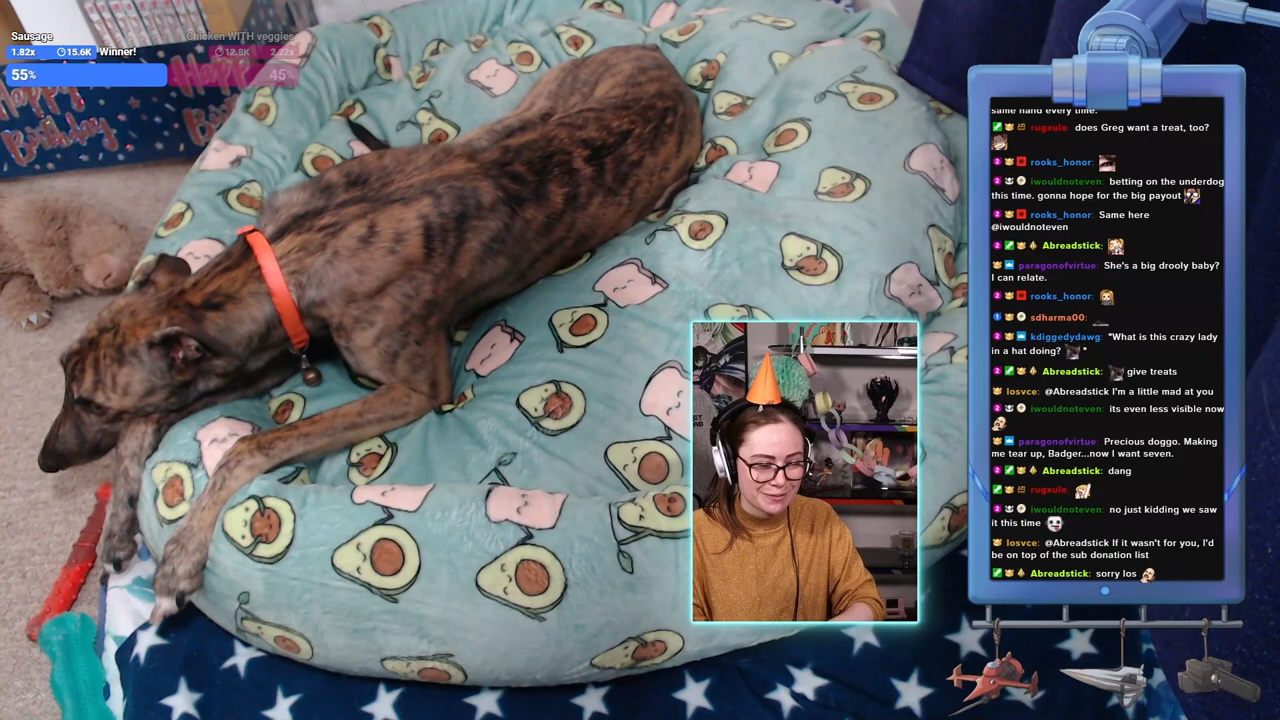 Sausage
Chicken WITH veggies
1.82x 15.6K Winner!
12.8K 2.22x
55%
45%
Happy
Birthday
same hand every time.
rugxulo: does Greg want a treat, too?
rooks_honor:
iwouldnoteven: betting on the underdog
this time. gonna hope for the big payout
rooks_honor: Same here
@iwouldnoteven
Abreadstick:
paragonofvirtue: She's a big drooly baby?
I can relate.
rooks_honor:
sdharma00:
kdiggedydawg: "What is this crazy lady
in a hat doing? "
Abreadstick: give treats
losvce: @Abreadstick I'm a little mad at you
iwouldnoteven: its even less visible now
paragonofvirtue: Precious doggo. Making
me tear up, Badger...now I want seven.
Abreadstick: dang
rugxulo:
iwouldnoteven: no just kidding we saw
it this time
losvce: @Abreadstick If it wasn't for you, I'd
be on top of the sub donation list
Abreadstick: sorry los